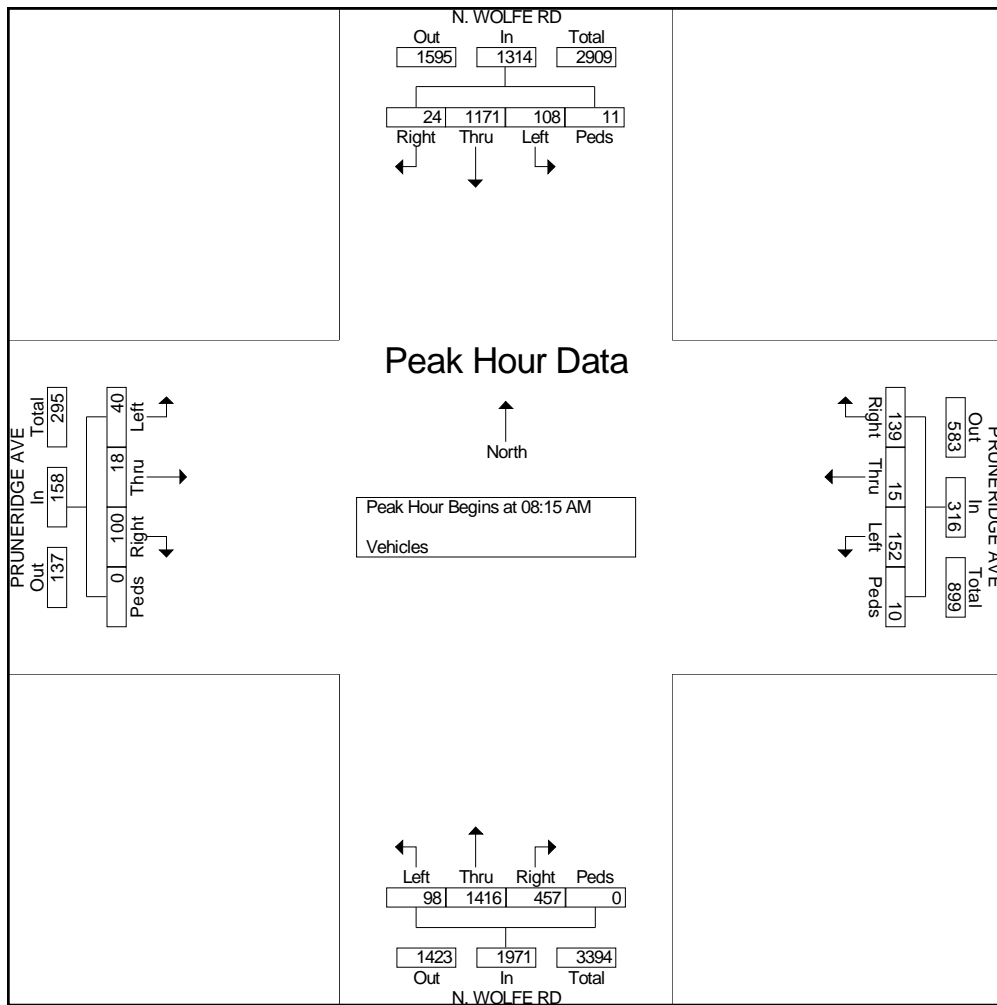 N. WOLFE RD
Out In Total
1595 1314 2909
24 1171 108 11
Right Thru Left Peds
Peak Hour Data
North
Peak Hour Begins at 08:15 AM
Vehicles
PRUNERIDGE AVE
Out In Total
137 158 295
0 100 18 40
Peds Right Thru Left
PRUNERIDGE AVE
Out In Total
583 316 899
139 15 152 10
Right Thru Left Peds
Left Thru Right Peds
98 1416 457 0
1423 1971 3394
Out In Total
N. WOLFE RD